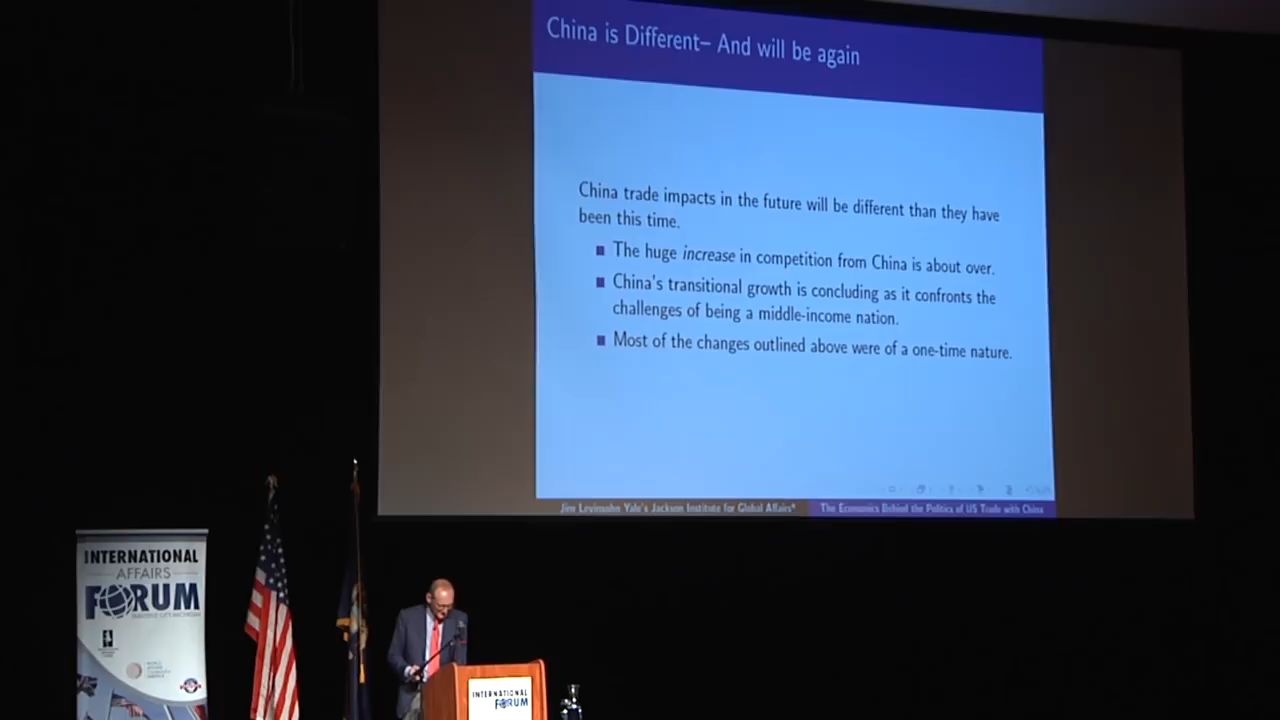 China is Different– And will be again
China trade impacts in the future will be different than they have
been this time.
The huge increase in competition from China is about over.
China's transitional growth is concluding as it confronts the
challenges of being a middle-income nation.
Most of the changes outlined above were of a one-time nature.
Jim Levinsohn Yale's Jackson Institute for Global Affairs*
The Economics Behind the Politics of US Trade with China
INTERNATIONAL
AFFAIRS
FORUM
INTERNATIONAL
FORUM